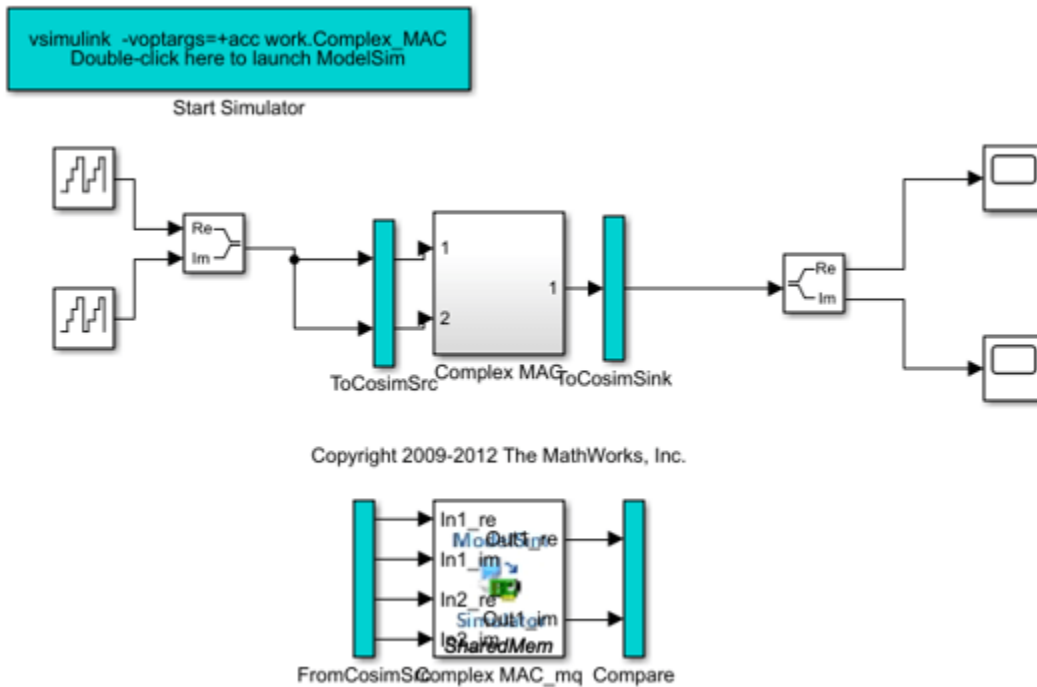 vsimulink -voptargs=+acc work.Complex_MAC
Double-click here to launch ModelSim
Start Simulator
Re
Im
1
2
1
Re
Im
ToCosimSrc
Complex MAC
ToCosimSink
Copyright 2009-2012 The MathWorks, Inc.
In1_re
Out1_re
ModelSim
In1_im
In2_re
Out1_im
Simulator
In2_im
SharedMem
FromCosimSrc
Complex MAC_mq
Compare